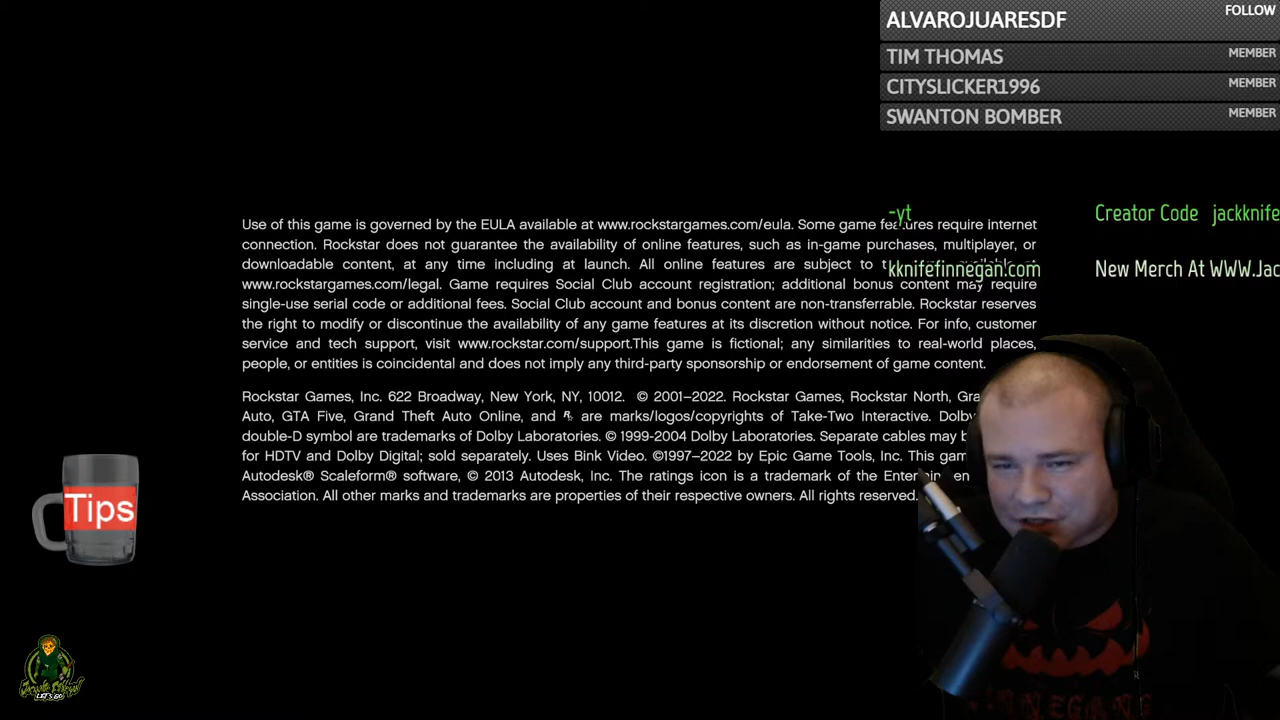 ALVAROJUARESDF FOLLOW
TIM THOMAS MEMBER
CITYSLICKER1996 MEMBER
SWANTON BOMBER MEMBER
-yt Creator Code jackknife
kknifefinnegan.com New Merch At WWW.Jac
Use of this game is governed by the EULA available at www.rockstargames.com/eula. Some game features require internet
connection. Rockstar does not guarantee the availability of online features, such as in-game purchases, multiplayer, or
downloadable content, at any time including at launch. All online features are subject to
www.rockstargames.com/legal. Game requires Social Club account registration; additional bonus content may require
single-use serial code or additional fees. Social Club account and bonus content are non-transferrable. Rockstar reserves
the right to modify or discontinue the availability of any game features at its discretion without notice. For info, customer
service and tech support, visit www.rockstar.com/support.This game is fictional; any similarities to real-world places,
people, or entities is coincidental and does not imply any third-party sponsorship or endorsement of game content.
Rockstar Games, Inc. 622 Broadway, New York, NY, 10012. © 2001–2022. Rockstar Games, Rockstar North, Gra
Auto, GTA Five, Grand Theft Auto Online, and are marks/logos/copyrights of Take-Two Interactive. Dolby
double-D symbol are trademarks of Dolby Laboratories. © 1999-2004 Dolby Laboratories. Separate cables may b
for HDTV and Dolby Digital; sold separately. Uses Bink Video. ©1997–2022 by Epic Game Tools, Inc. This gam
Autodesk® Scaleform® software, © 2013 Autodesk, Inc. The ratings icon is a trademark of the
Association. All other marks and trademarks are properties of their respective owners. All rights reserved.
Tips
LET'S GO